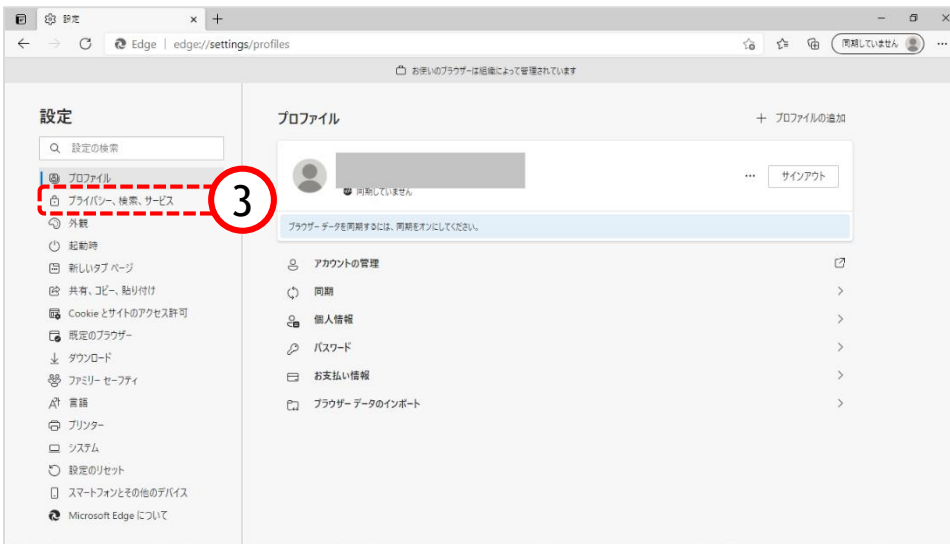 設定
Edge | edge://settings/profiles
同期していません
お使いのブラウザーは組織によって管理されています
設定
設定の検索
プロファイル
プライバシー、検索、サービス
3
外観
起動時
新しいタブ ページ
共有、コピー、貼り付け
Cookie とサイトのアクセス許可
既定のブラウザー
ダウンロード
ファミリー セーフティ
言語
プリンター
システム
設定のリセット
スマートフォンとその他のデバイス
Microsoft Edge について
プロファイル
プロファイルの追加
同期していません
サインアウト
ブラウザー データを同期するには、同期をオンにしてください。
アカウントの管理
同期
個人情報
パスワード
お支払い情報
ブラウザー データのインポート